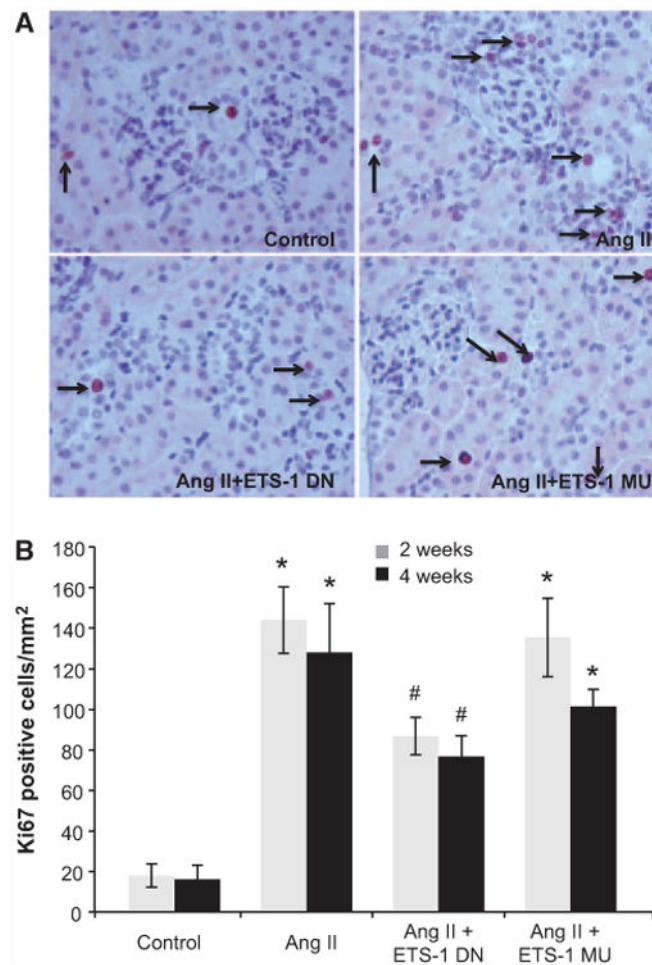 A
Control
Ang II
Ang II+ETS-1 DN
Ang II+ETS-1 MU
B
180
160
140
120
100
80
60
40
20
0
Ki67 positive cells/mm²
2 weeks
4 weeks
* *
# #
*
*
Control
Ang II
Ang II +
ETS-1 DN
Ang II +
ETS-1 MU